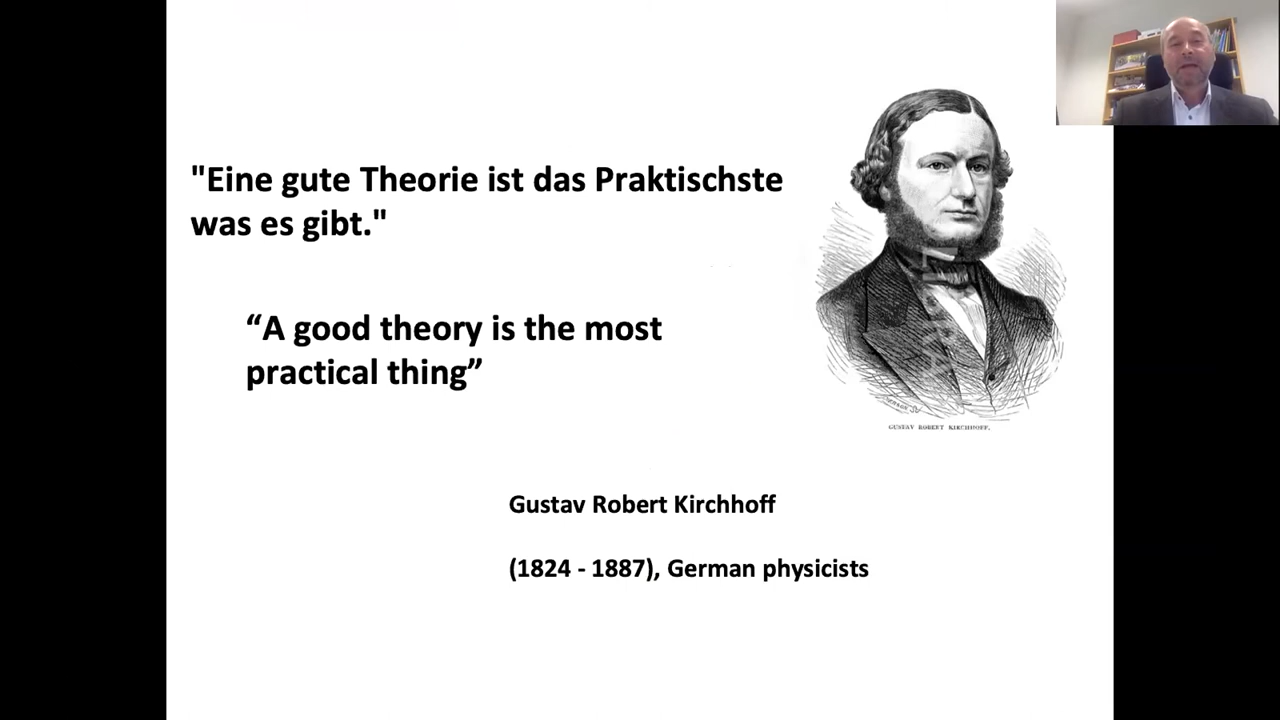 "Eine gute Theorie ist das Praktischste
was es gibt."
“A good theory is the most
practical thing”
GUSTAV ROBERT KIRCHHOFF.
Gustav Robert Kirchhoff
(1824 - 1887), German physicists